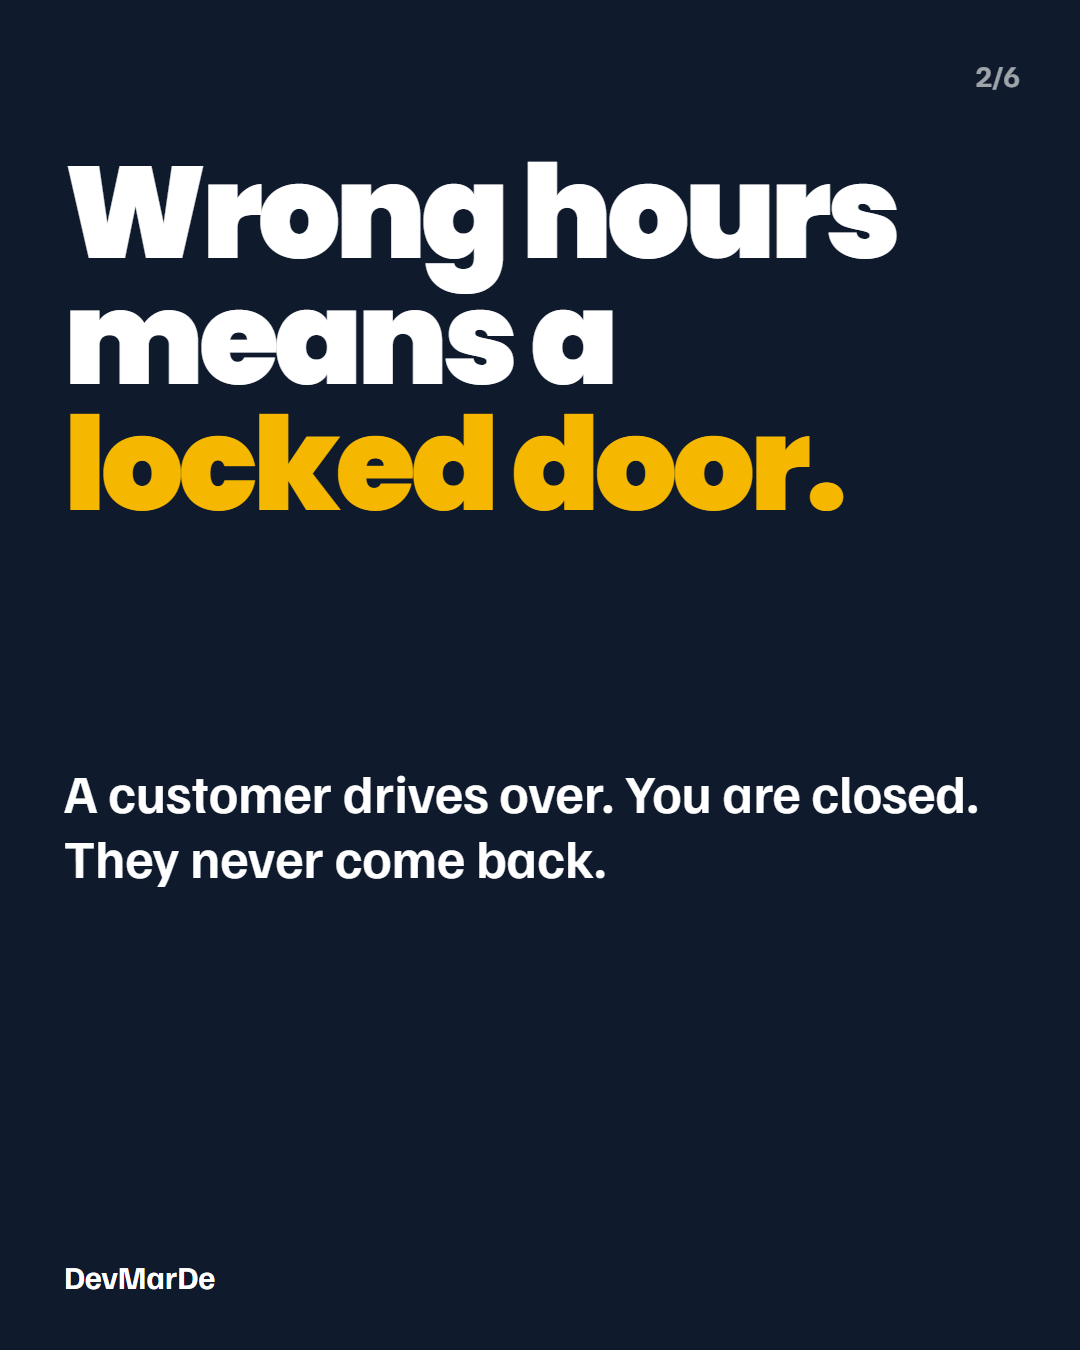 2/6
Wrong hours
means a
locked door.
A customer drives over. You are closed.
They never come back.
DevMarDe